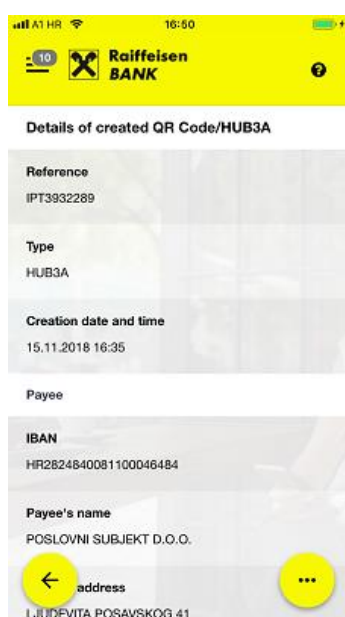 A1 HR
16:50
10
Raiffeisen
BANK
Details of created QR Code/HUB3A
Reference
IPT3932289
Type
HUB3A
Creation date and time
15.11.2018 16:35
Payee
IBAN
HR2824840081100046484
Payee's name
POSLOVNI SUBJEKT D.O.O.
address
LJUDEVITA POSAVSKOG 41